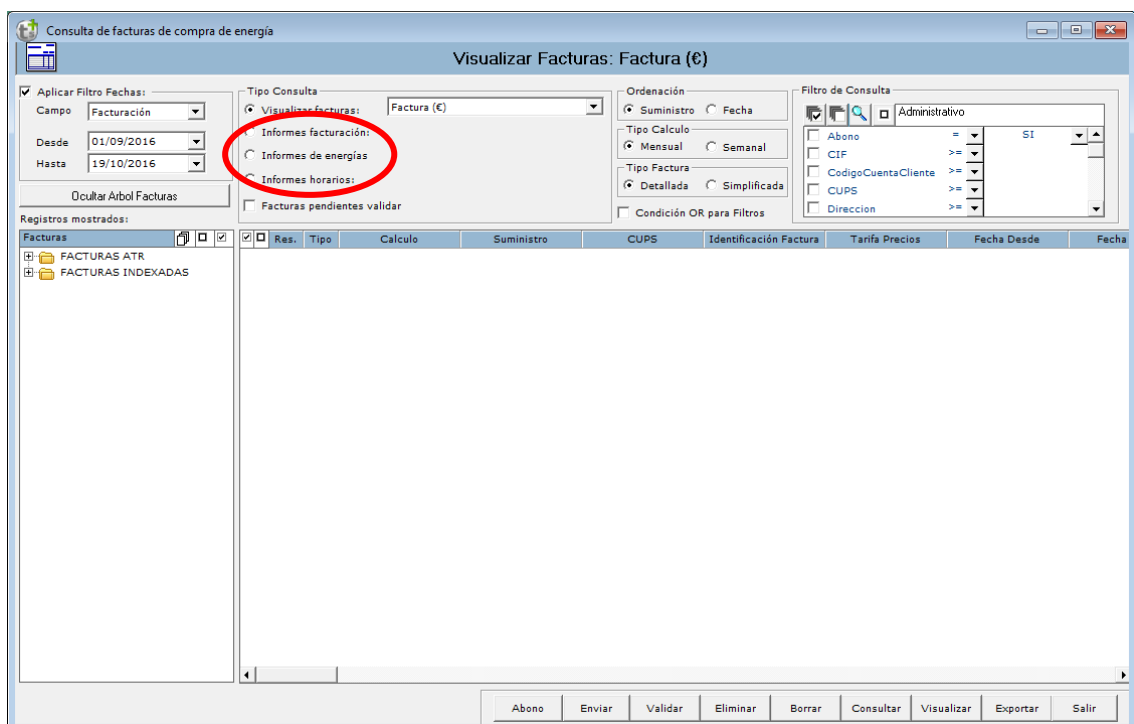 Consulta de facturas de compra de energía
Visualizar Facturas: Factura (€)
Aplicar Filtro Fechas:
Campo Facturación
Desde 01/09/2016
Hasta 19/10/2016
Ocultar Arbol Facturas
Registros mostrados:
Tipo Consulta
Visualizar facturas: Factura (€)
Informes facturación:
Informes de energías
Informes horarios:
Facturas pendientes validar
Ordenación
Suministro Fecha
Tipo Calculo
Mensual Semanal
Tipo Factura
Detallada Simplificada
Condición OR para Filtros
Filtro de Consulta
Administrativo
Abono = SI
CIF >=
CodigoCuentaCliente >=
CUPS >=
Direccion >=
Facturas
FACTURAS ATR
FACTURAS INDEXADAS
Res. Tipo Calculo Suministro CUPS Identificación Factura Tarifa Precios Fecha Desde Fecha
Abono Enviar Validar Eliminar Borrar Consultar Visualizar Exportar Salir